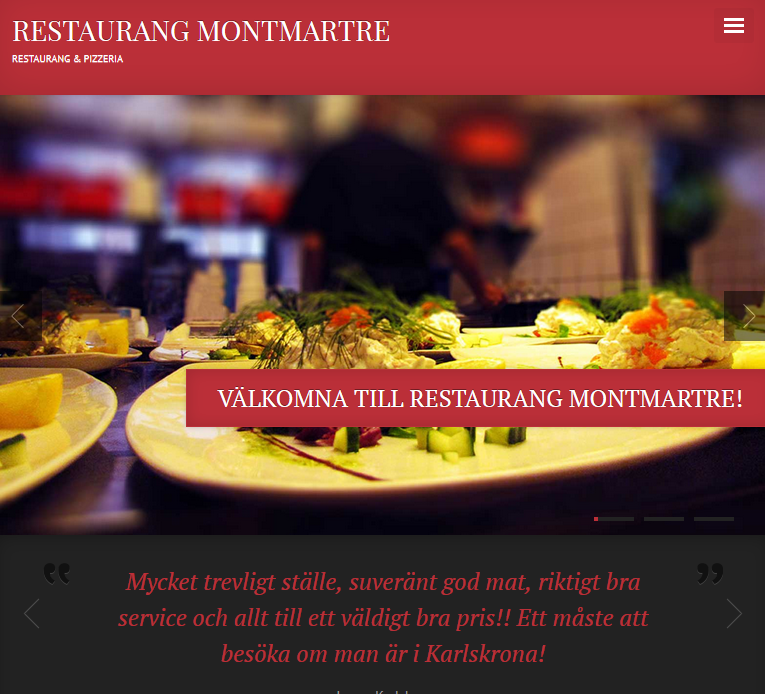 RESTAURANG MONTMARTRE
RESTAURANG & PIZZERIA
VÄLKOMNA TILL RESTAURANG MONTMARTRE!
Mycket trevligt ställe, suveränt god mat, riktigt bra
service och allt till ett väldigt bra pris!! Ett måste att
besöka om man är i Karlskrona!